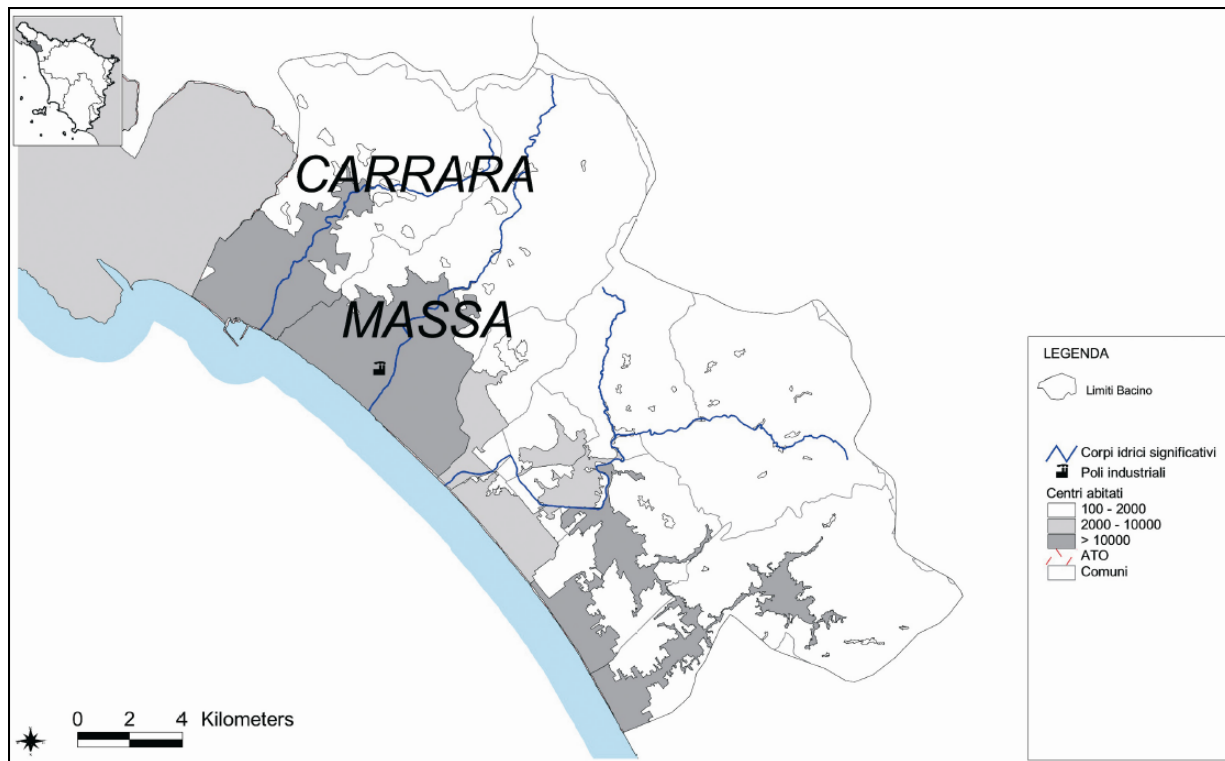 CARRARA
MASSA
LEGENDA
Limiti Bacino
Corpi idrici significativi
Poli industriali
Centri abitati
100 - 2000
2000 - 10000
> 10000
ATO
Comuni
0 2 4 Kilometers